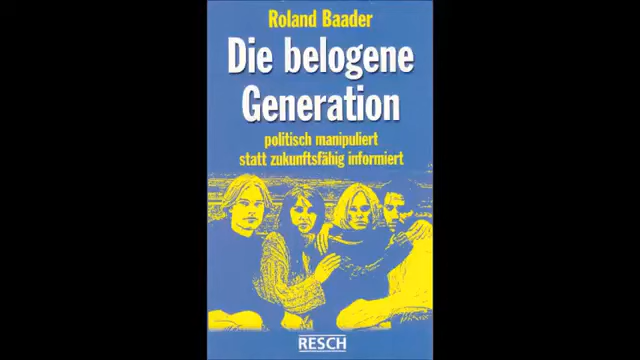 Roland Baader
Die belogene
Generation
politisch manipuliert
statt zukunftsfähig informiert
RESCH